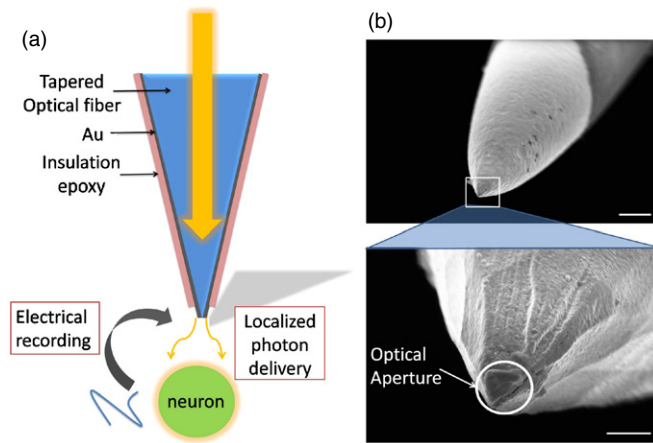 (a)
Tapered
Optical fiber
Au
Insulation
epoxy
Electrical
recording
Localized
photon
delivery
neuron
(b)
Optical
Aperture